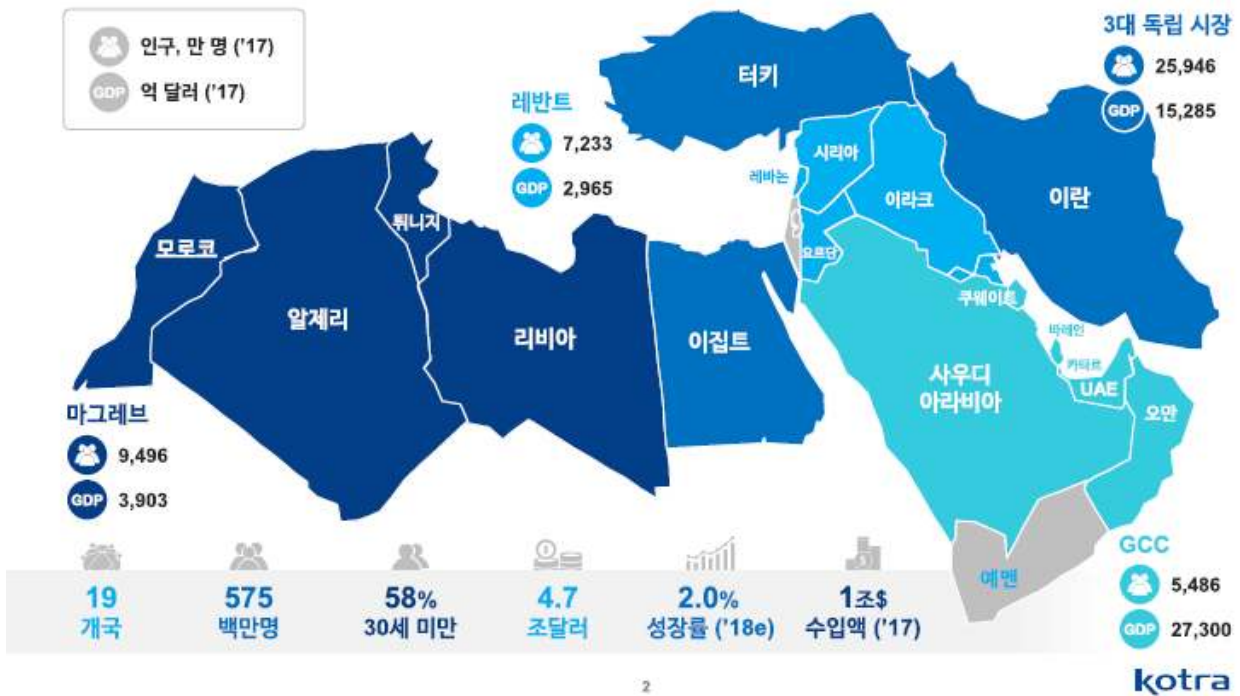 인구, 만 명 ('17)
GDP 억 달러 ('17)
3대 독립 시장
25,946
GDP 15,285
레반트
7,233
GDP 2,965
터키
시리아
레바논
이라크
이란
요르단
쿠웨이트
모로코
튀니지
알제리
리비아
이집트
바레인
카타르
UAE
사우디
아라비아
오만
예멘
마그레브
9,496
GDP 3,903
GCC
5,486
GDP 27,300
19
개국
575
백만명
58%
30세 미만
4.7
조달러
2.0%
성장률 ('18e)
1조$
수입액 ('17)
2
kotra